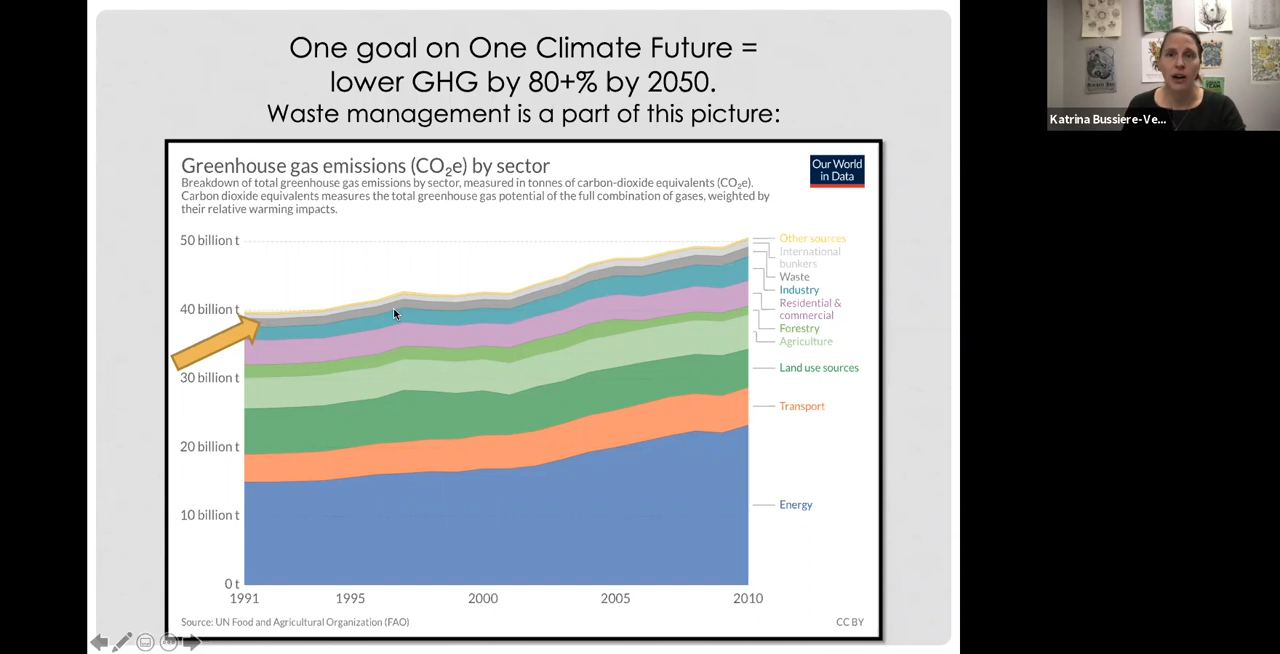 One goal on One Climate Future =
lower GHG by 80+% by 2050.
Waste management is a part of this picture:
Greenhouse gas emissions (CO₂e) by sector
Breakdown of total greenhouse gas emissions by sector, measured in tonnes of carbon-dioxide equivalents (CO₂e).
Carbon dioxide equivalents measures the total greenhouse gas potential of the full combination of gases, weighted by
their relative warming impacts.
Our World
in Data
50 billion t
40 billion t
30 billion t
20 billion t
10 billion t
0 t
1991
1995
2000
2005
2010
Other sources
International
bunkers
Waste
Industry
Residential &
commercial
Forestry
Agriculture
Land use sources
Transport
Energy
Source: UN Food and Agricultural Organization (FAO)
CC BY
Katrina Bussiere-Ve...